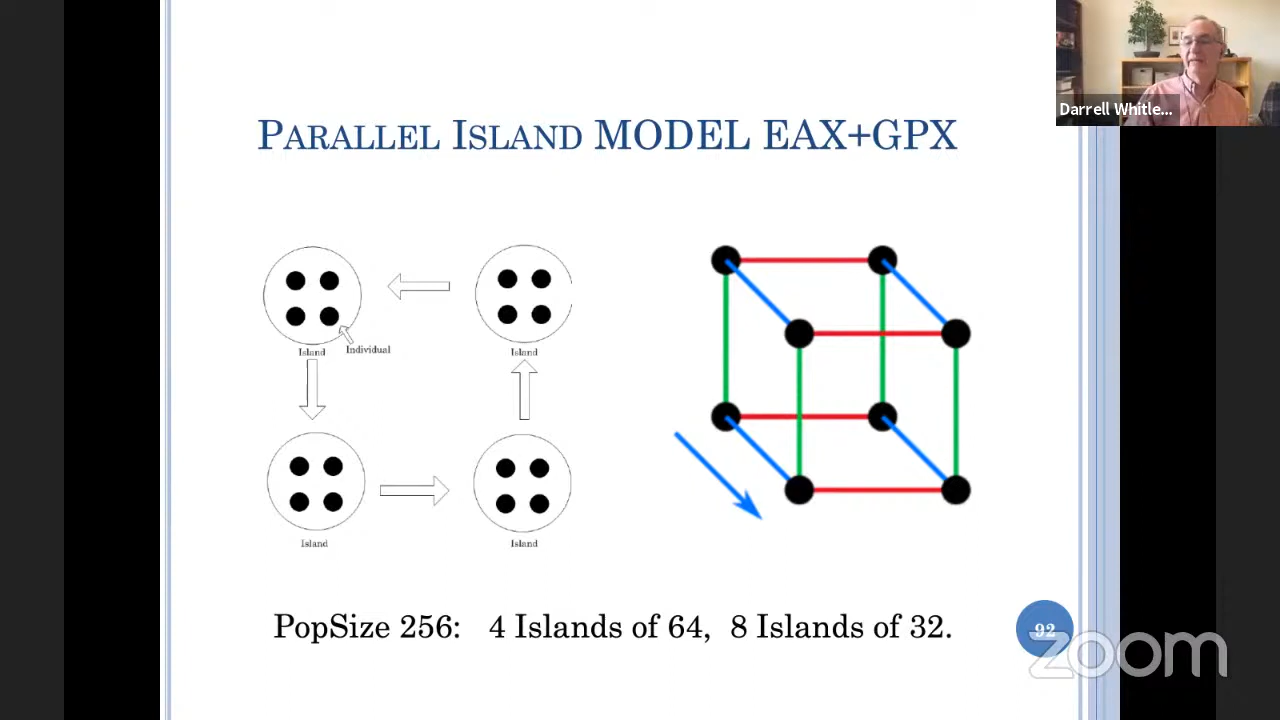 Darrell Whitle...
PARALLEL ISLAND MODEL EAX+GPX
Individual
Island
Island
Island
Island
PopSize 256: 4 Islands of 64, 8 Islands of 32.
92
zoom